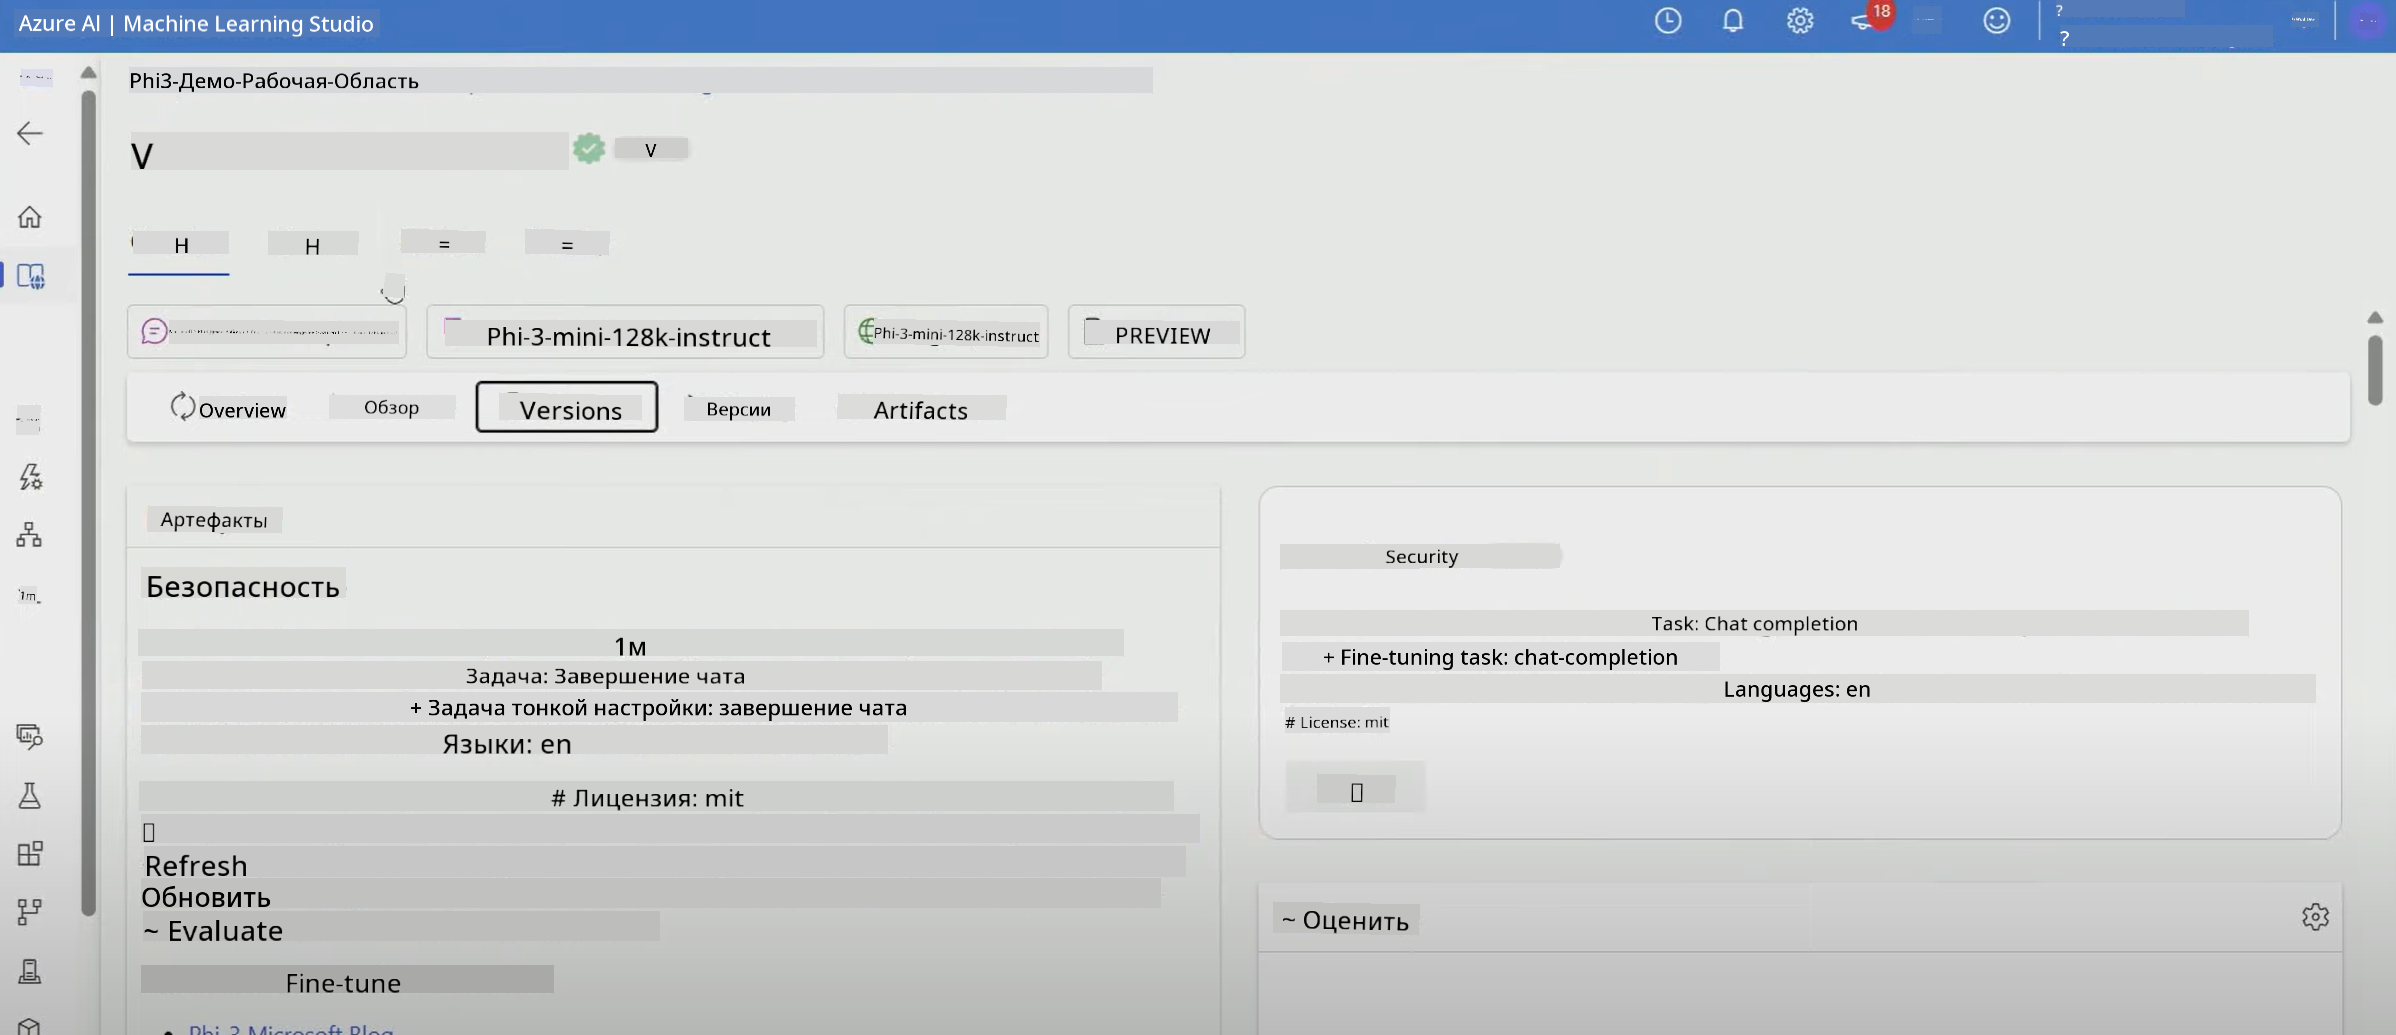 Azure AI | Machine Learning Studio
18
?
?
Phi3-Демо-Рабочая-Область
V
V
H
H
=
=
Phi-3-mini-128k-instruct
Phi-3-mini-128k-instruct
PREVIEW
Overview
Обзор
Versions
Версии
Artifacts
Артефакты
Безопасность
1м
Задача: Завершение чата
+ Задача тонкой настройки: завершение чата
Языки: en
# Лицензия: mit
Refresh
Обновить
~ Evaluate
Fine-tune
Phi-3 Microsoft Blog
Security
Task: Chat completion
+ Fine-tuning task: chat-completion
Languages: en
# License: mit
~ Оценить
1m